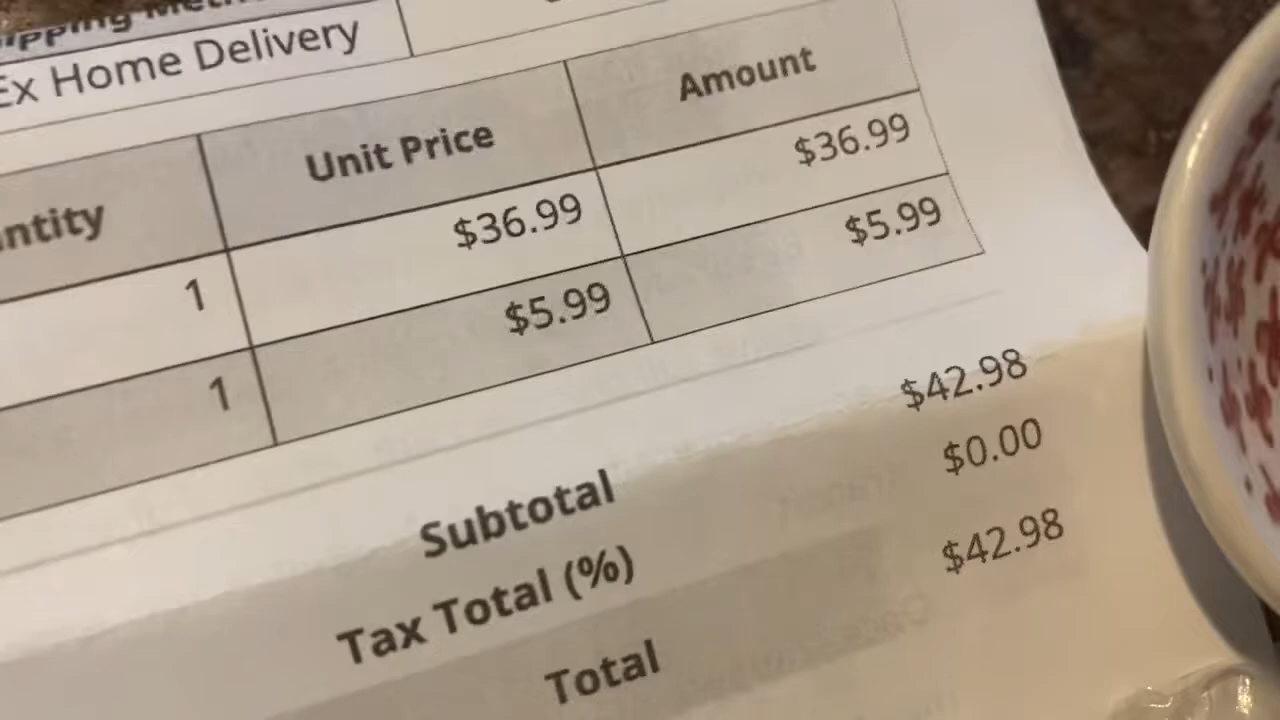 Ex Home Delivery
Unit Price Amount
1 $36.99 $36.99
1 $5.99 $5.99
Subtotal $42.98
Tax Total (%) $0.00
Total $42.98